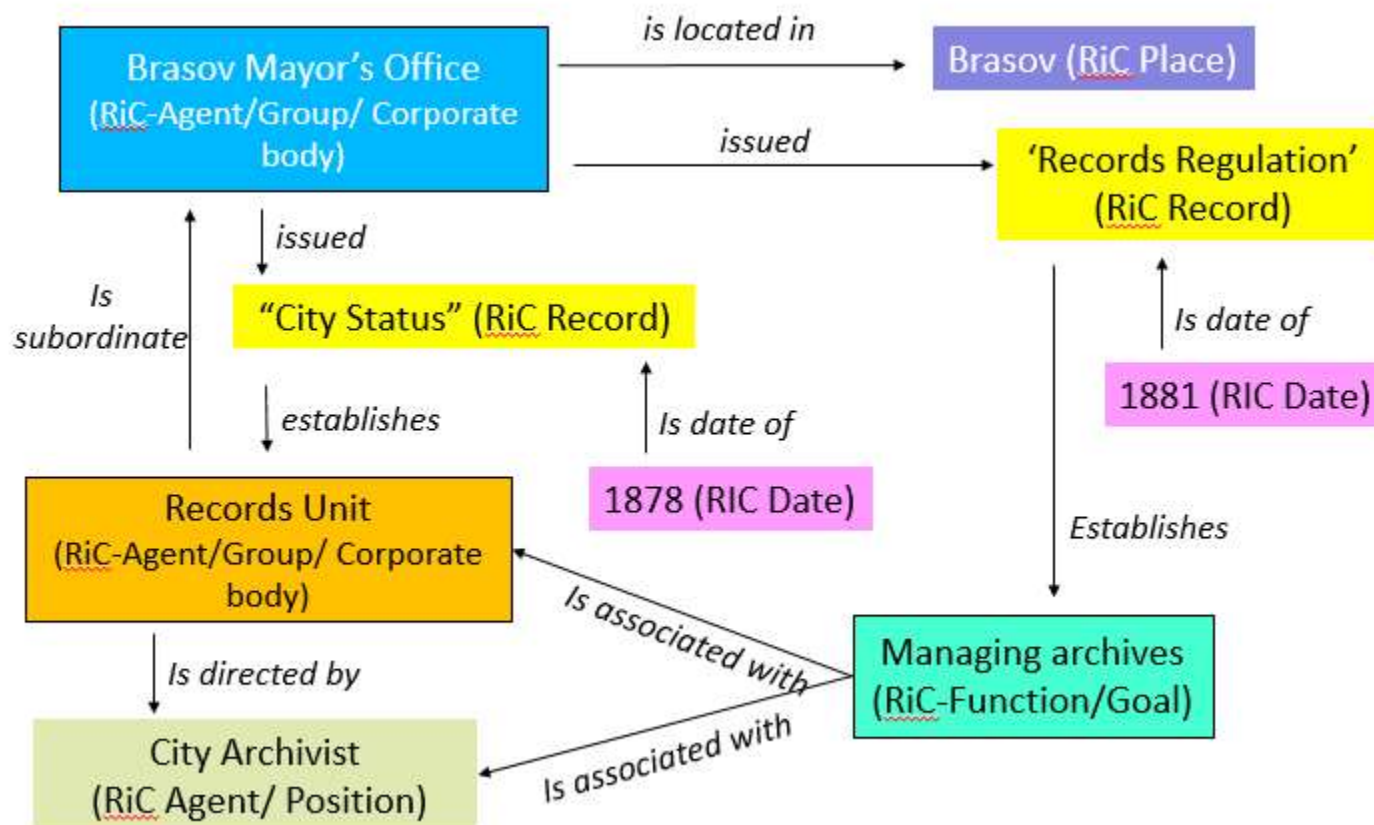 Brasov Mayor’s Office
(RiC-Agent/Group/ Corporate
body)
is located in
Brasov (RiC Place)
issued
‘Records Regulation’
(RiC Record)
issued
Is
subordinate
“City Status” (RiC Record)
Is date of
1881 (RIC Date)
establishes
Is date of
1878 (RIC Date)
Establishes
Records Unit
(RiC-Agent/Group/ Corporate
body)
Is associated with
Managing archives
(RiC-Function/Goal)
Is directed by
Is associated with
City Archivist
(RiC Agent/ Position)